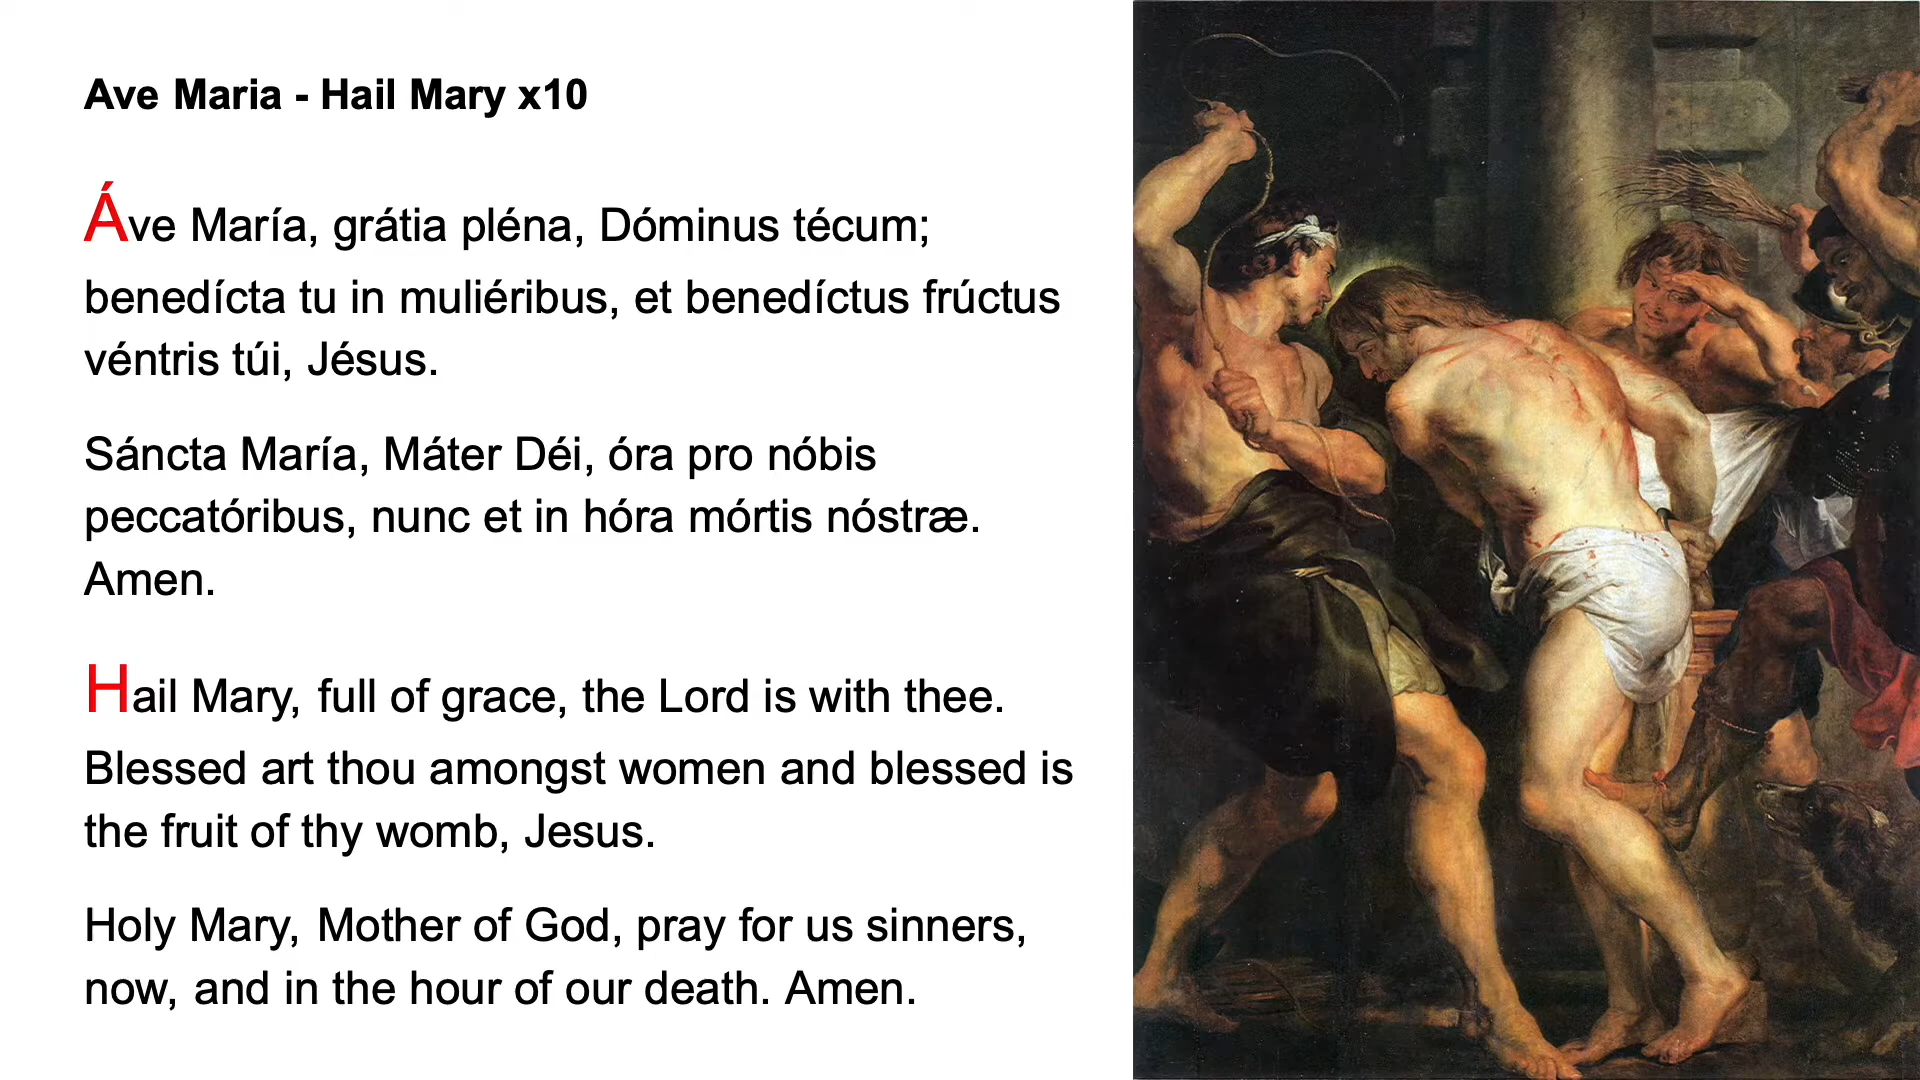 Ave Maria - Hail Mary x10
Áve María, grátia pléna, Dóminus técum;
benedícta tu in muliéribus, et benedíctus frúctus
véntris túi, Jésus.
Sáncta María, Máter Déi, óra pro nóbis
peccatóribus, nunc et in hóra mórtis nóstræ.
Amen.
Hail Mary, full of grace, the Lord is with thee.
Blessed art thou amongst women and blessed is
the fruit of thy womb, Jesus.
Holy Mary, Mother of God, pray for us sinners,
now, and in the hour of our death. Amen.